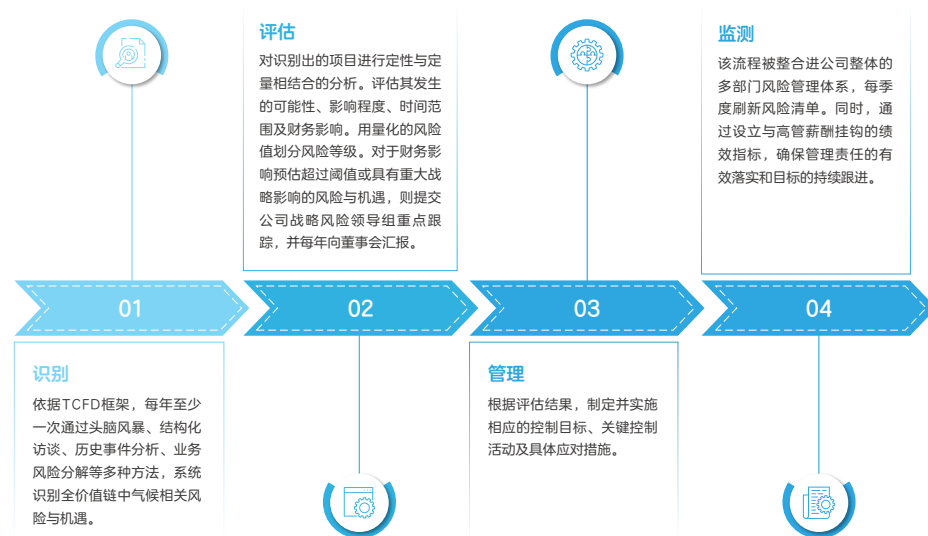 01
识别
依据TCFD框架，每年至少
一次通过头脑风暴、结构化
访谈、历史事件分析、业务
风险分解等多种方法，系统
识别全价值链中气候相关风
险与机遇。
评估
对识别出的项目进行定性与定
量相结合的分析。评估其发生
的可能性、影响程度、时间范
围及财务影响。用量化的风险
值划分风险等级。对于财务影
响预估超过阈值或具有重大战
略影响的风险与机遇，则提交
公司战略风险领导组重点跟
踪，并每年向董事会汇报。
02
03
管理
根据评估结果，制定并实施
相应的控制目标、关键控制
活动及具体应对措施。
监测
该流程被整合进公司整体的
多部门风险管理体系，每季
度刷新风险清单。同时，通
过设立与高管薪酬挂钩的绩
效指标，确保管理责任的有
效落实和目标的持续跟进。
04